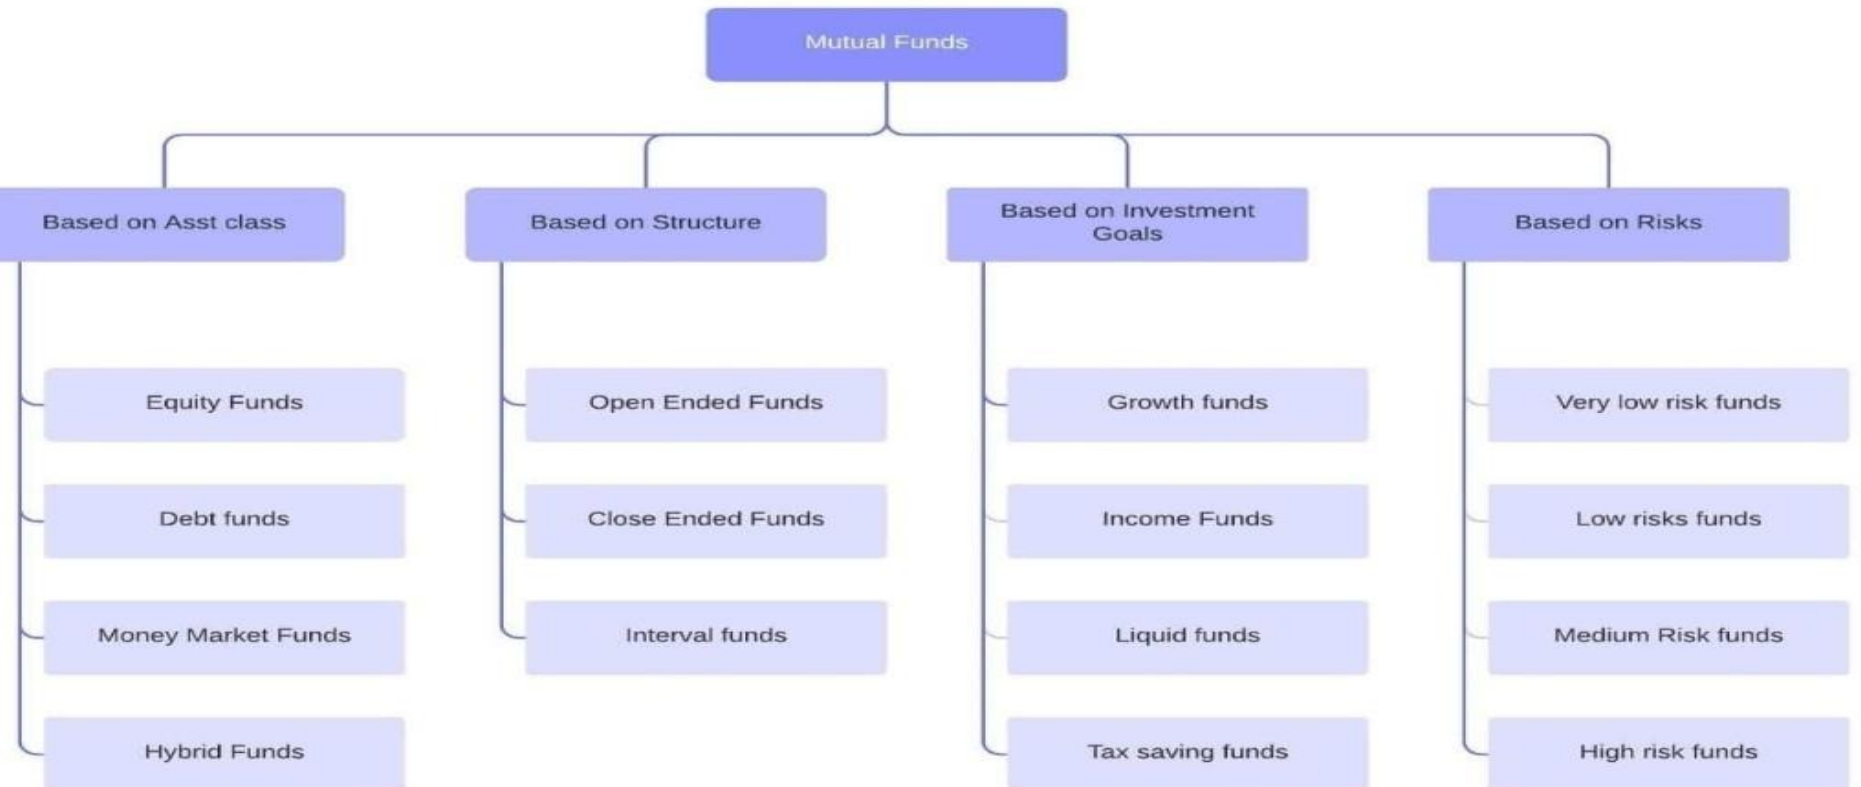 Mutual Funds
Based on Asst class
Based on Structure
Based on Investment
Goals
Based on Risks
Equity Funds
Open Ended Funds
Growth funds
Very low risk funds
Debt funds
Close Ended Funds
Income Funds
Low risks funds
Money Market Funds
Interval funds
Liquid funds
Medium Risk funds
Hybrid Funds
Tax saving funds
High risk funds